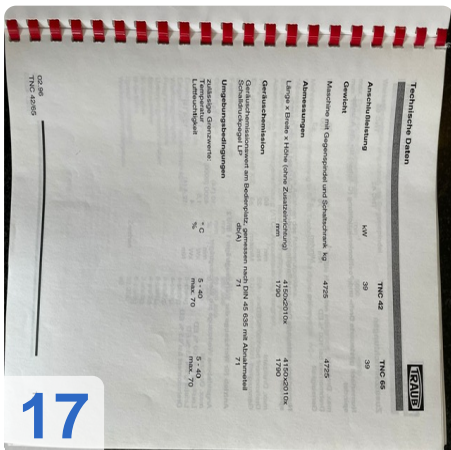 Technische Daten
TRAUB
TNC 42 TNC 65
Anschlußleistung kW 39 39
Gewicht
Maschine mit Gegenspindel und Schaltschrank kg 4725 4725
Abmessungen
Länge x Breite x Höhe (ohne Zusatzeinrichtung) mm 4150x2010x 1790 4150x2010x 1790
Geräuschemission
Geräuschemissionswert am Bedienplatz, gemessen nach DIN 45 635 mit Abnahmeteil
Schalldruckpegel LP db(A) 71 71
Umgebungsbedingungen
zulässige Grenzwerte:
Temperatur ° C 5 - 40 5 - 40
Luftfeuchtigkeit % max. 70 max. 70
02.96
TNC 42/65
17